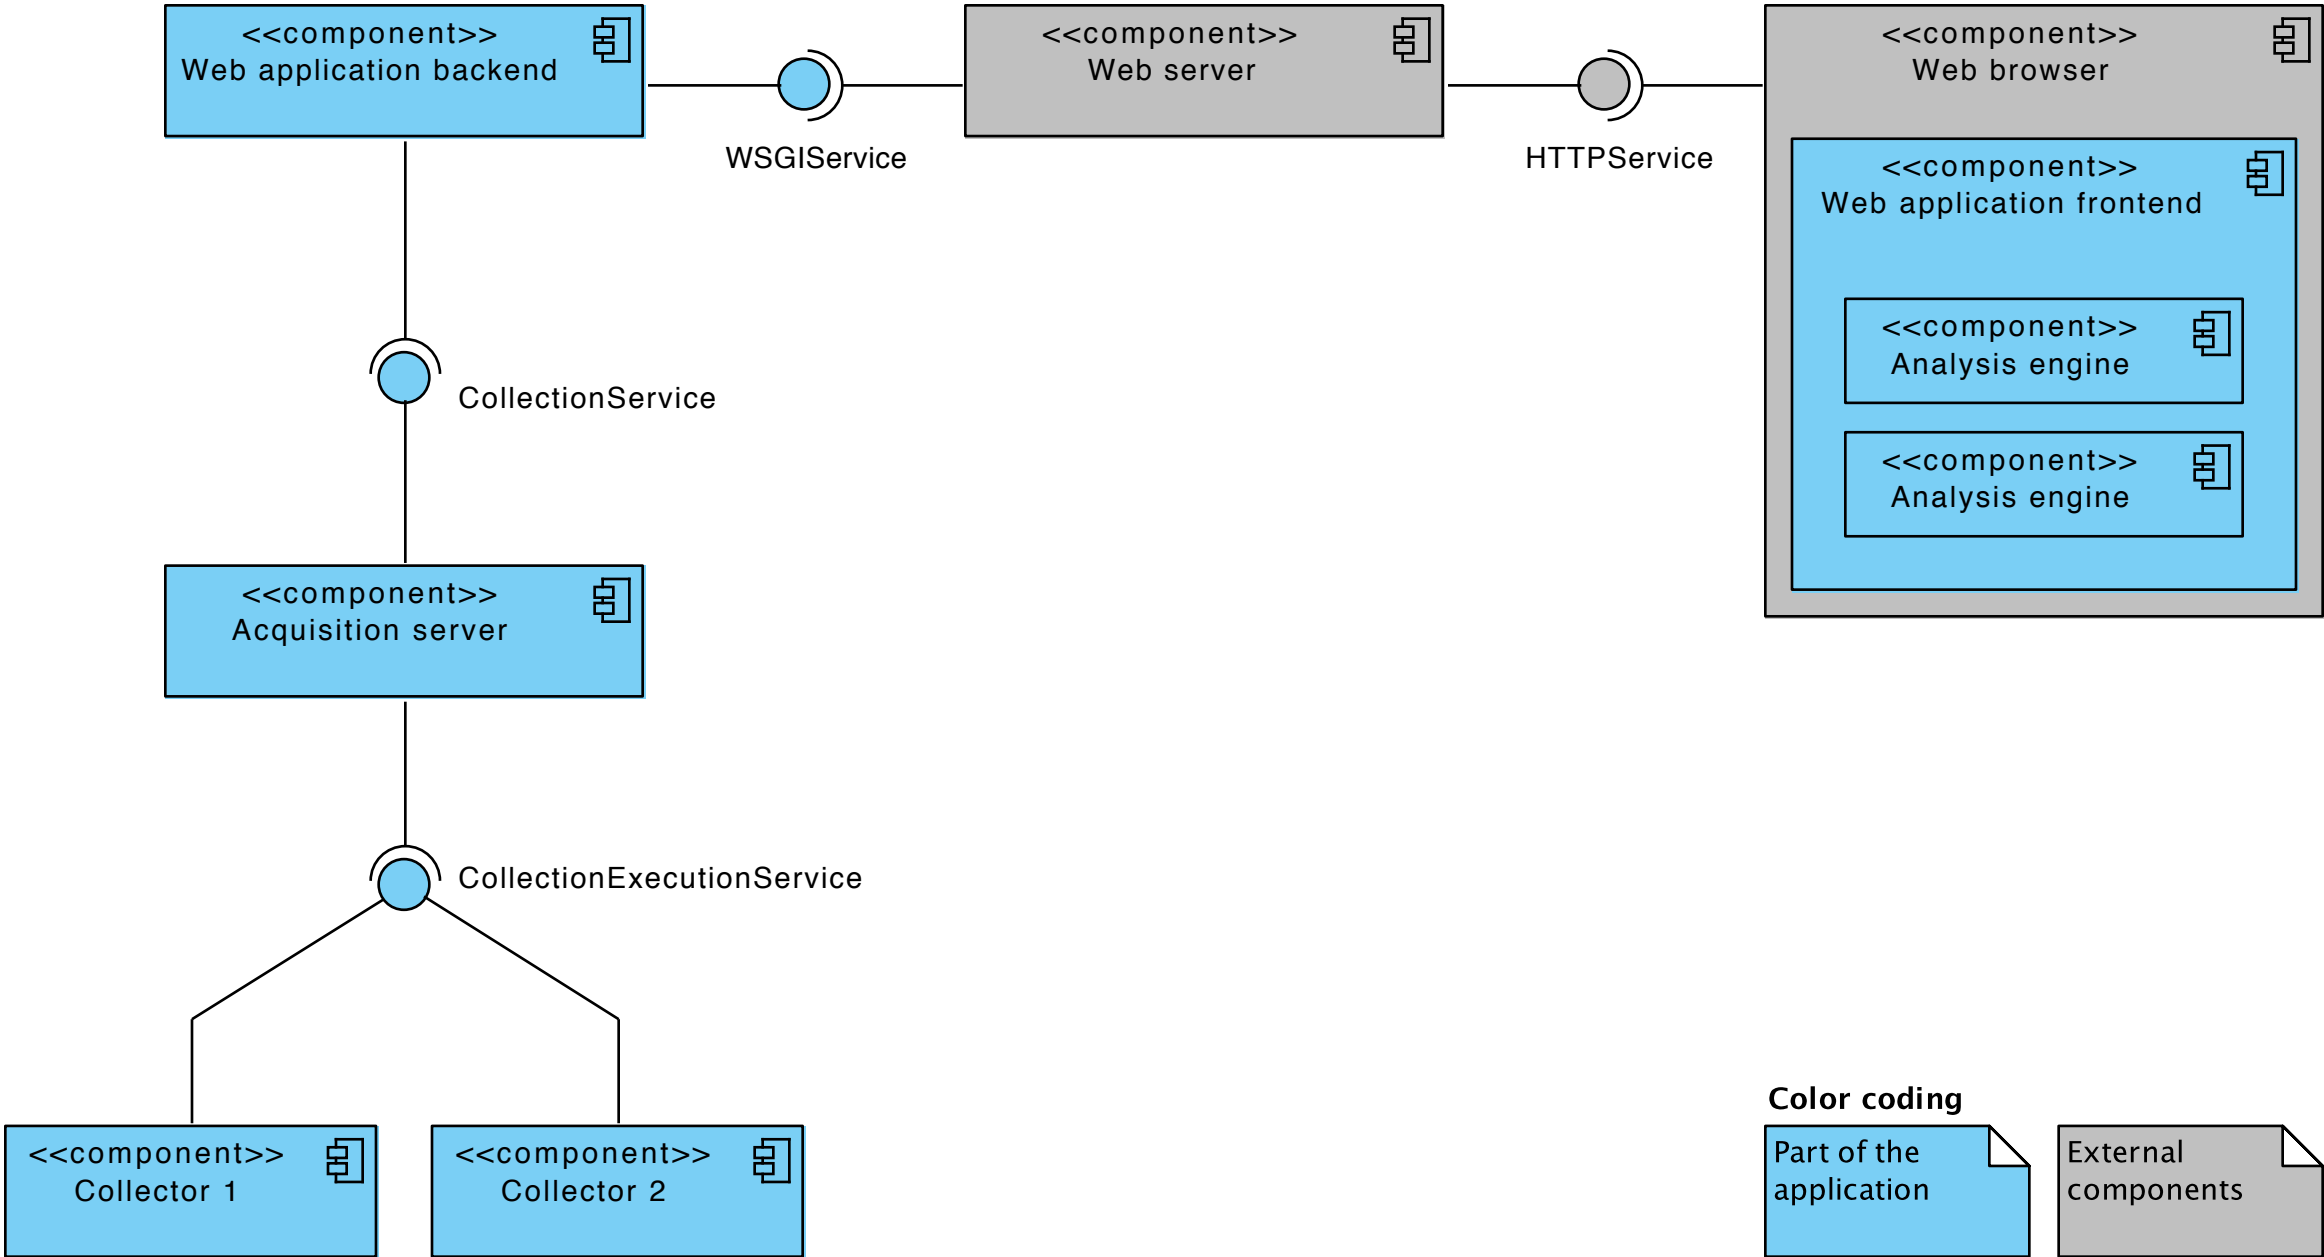 <<component>>
Web application backend
WSGIService
<<component>>
Web server
HTTPService
<<component>>
Web browser
<<component>>
Web application frontend
<<component>>
Analysis engine
<<component>>
Analysis engine
CollectionService
<<component>>
Acquisition server
CollectionExecutionService
<<component>>
Collector 1
<<component>>
Collector 2
Color coding
Part of the
application
External
components